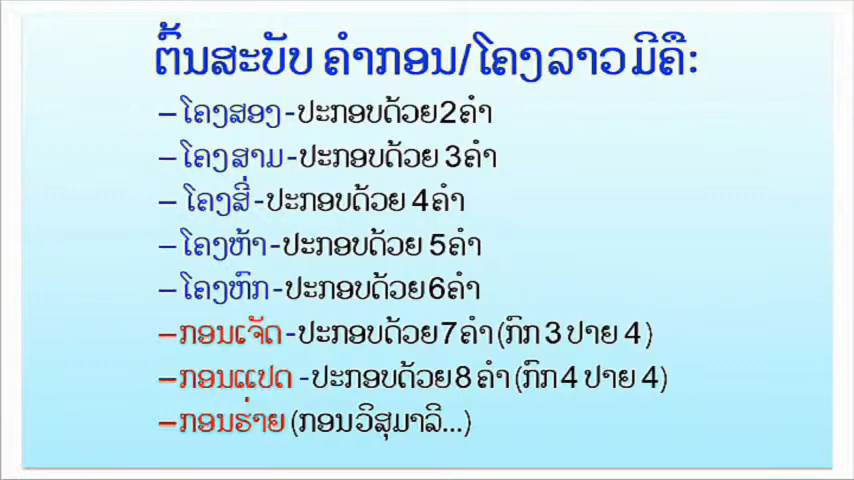 ຕົ້ນສະບັບ ຄຳກອນ/ໂຄງລາວ ມີຄື:
– ໂຄງສອງ -ປະກອບດ້ວຍ2ຄຳ
– ໂຄງສາມ-ປະກອບດ້ວຍ 3ຄຳ
– ໂຄງສີ່ -ປະກອບດ້ວຍ 4ຄຳ
– ໂຄງຫ້າ-ປະກອບດ້ວຍ 5ຄຳ
– ໂຄງຫົກ-ປະກອບດ້ວຍ6ຄຳ
–ກອນເຈັດ-ປະກອບດ້ວຍ7ຄຳ (ກົກ 3 ປາຍ 4)
–ກອນແປດ -ປະກອບດ້ວຍ8 ຄຳ (ກົກ4 ປາຍ 4)
–ກອນຮ່າຍ (ກອນວິສຸມາລີ...)